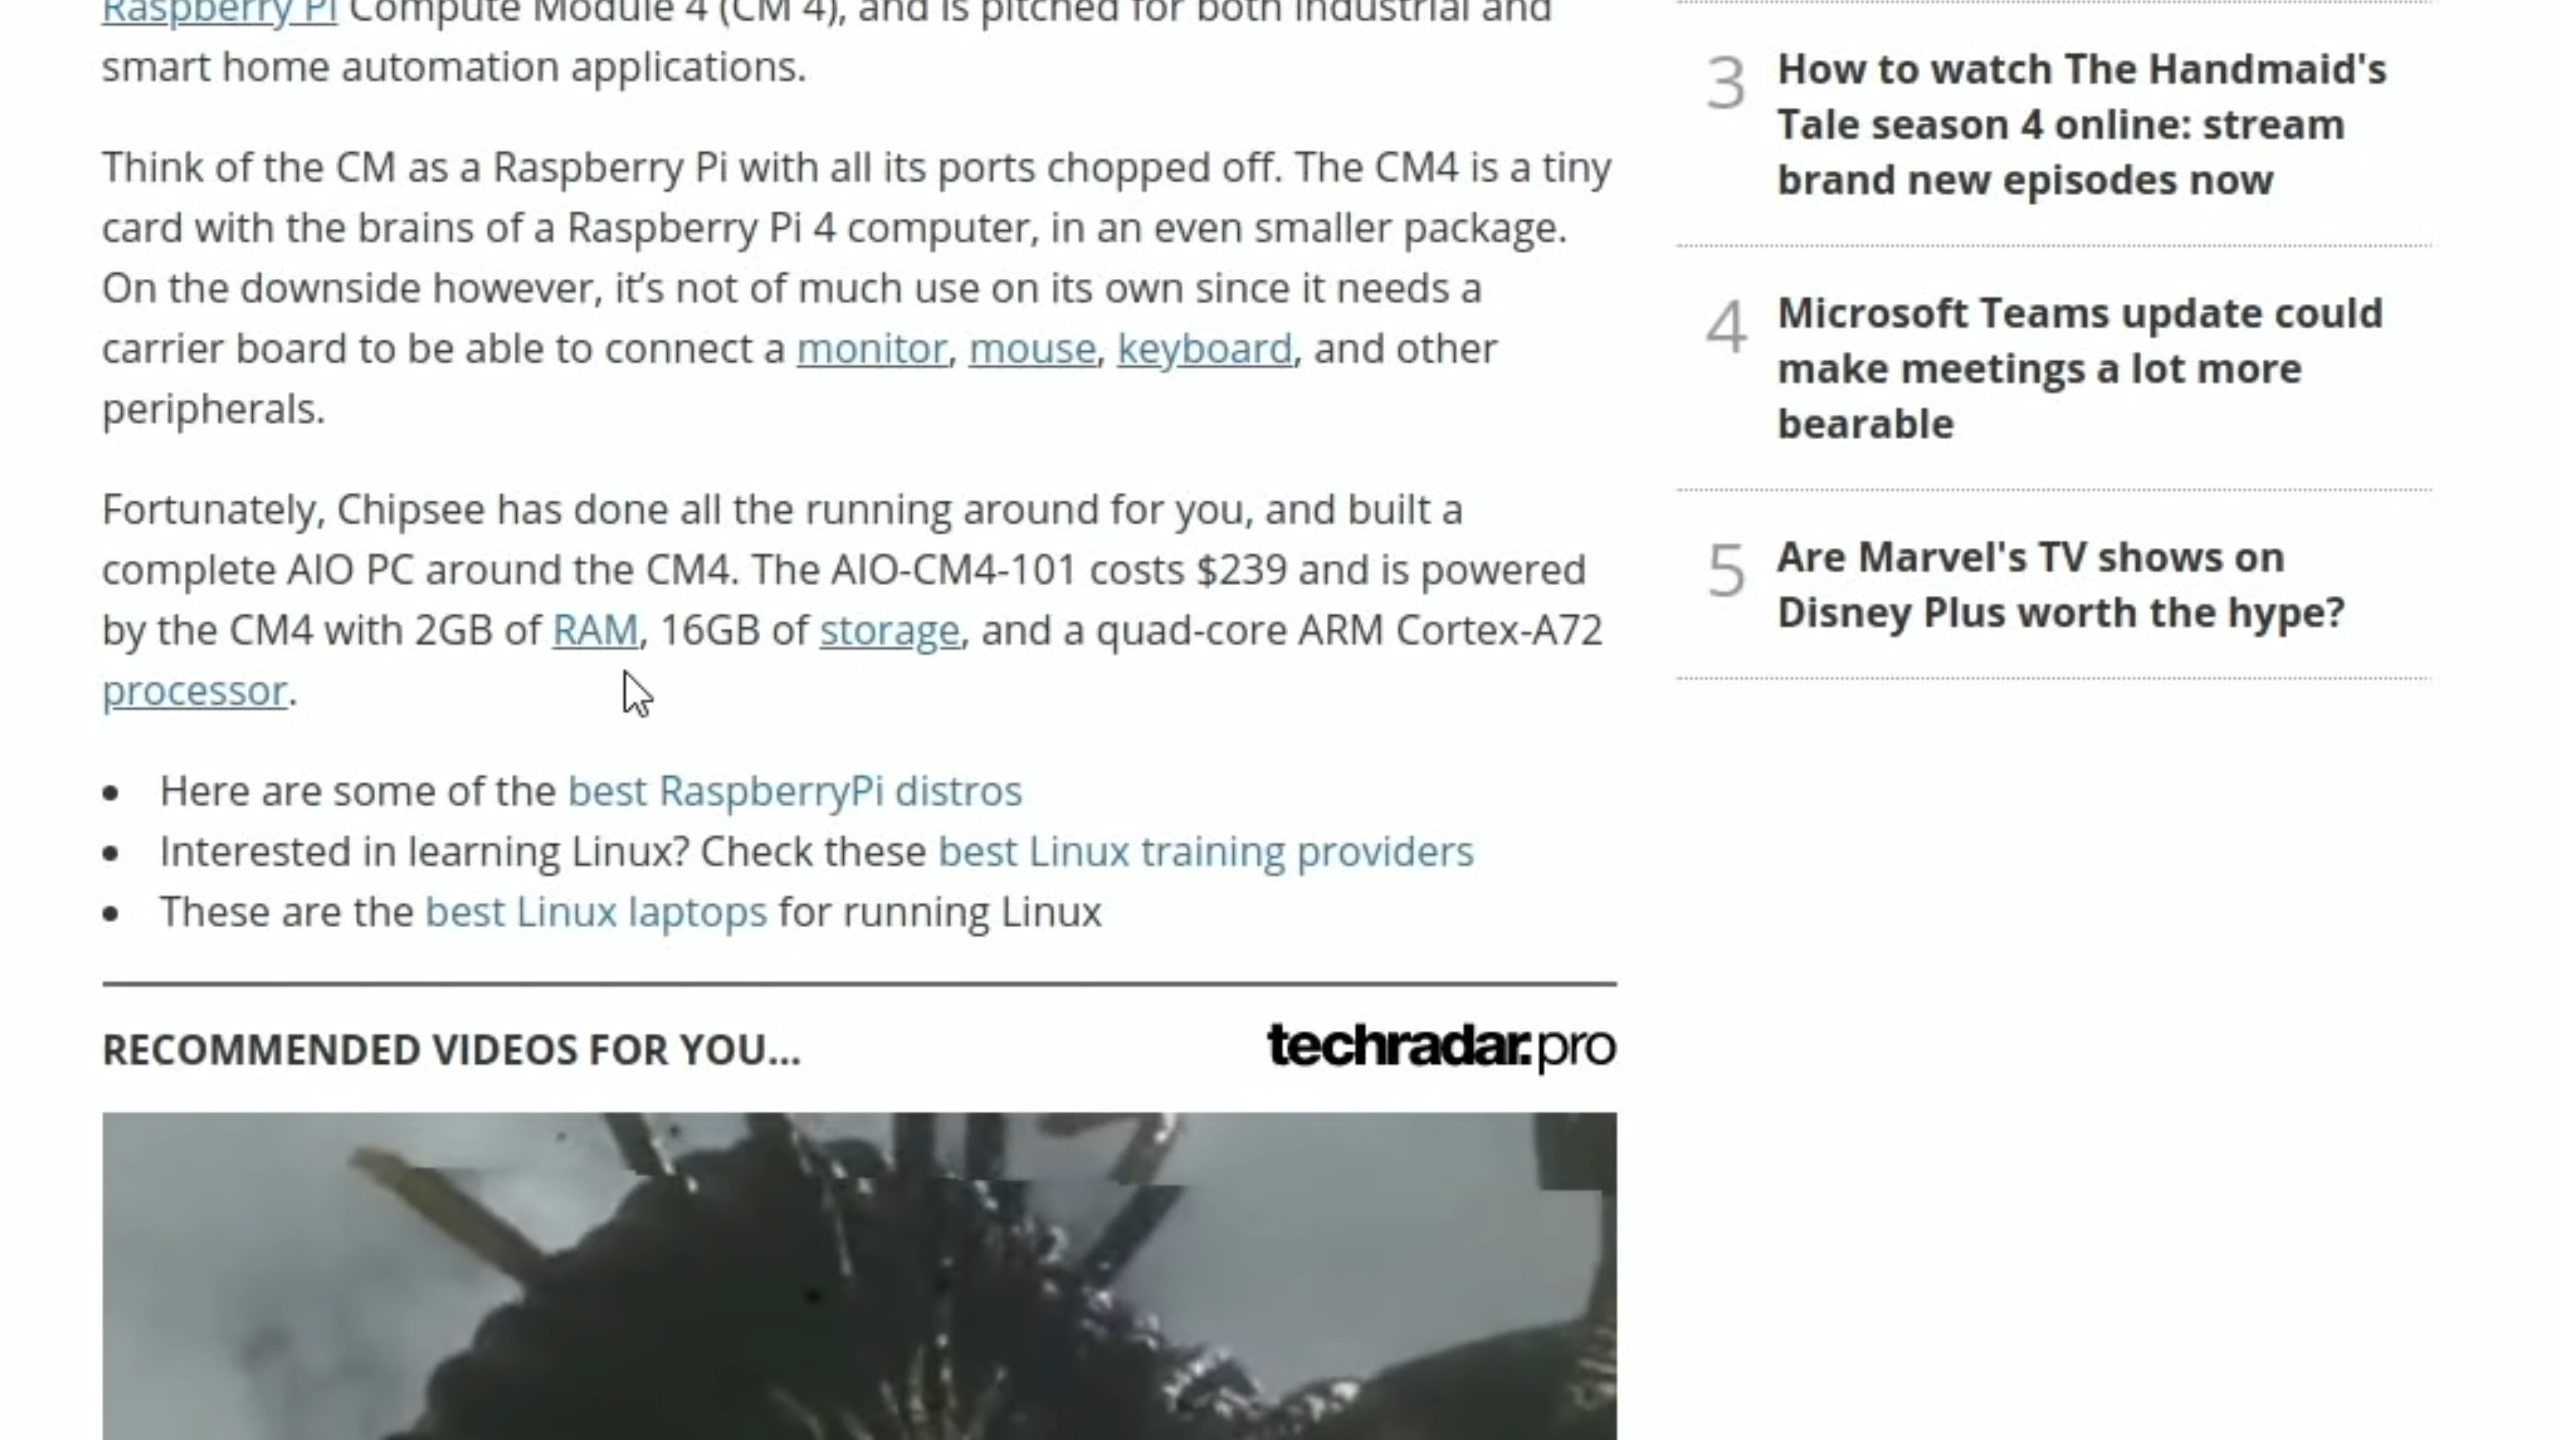 Raspberry Pi Compute Module 4 (CM 4), and is pitched for both industrial and
smart home automation applications.
Think of the CM as a Raspberry Pi with all its ports chopped off. The CM4 is a tiny
card with the brains of a Raspberry Pi 4 computer, in an even smaller package.
On the downside however, it’s not of much use on its own since it needs a
carrier board to be able to connect a monitor, mouse, keyboard, and other
peripherals.
Fortunately, Chipsee has done all the running around for you, and built a
complete AIO PC around the CM4. The AIO-CM4-101 costs $239 and is powered
by the CM4 with 2GB of RAM, 16GB of storage, and a quad-core ARM Cortex-A72
processor.
• Here are some of the best RaspberryPi distros
• Interested in learning Linux? Check these best Linux training providers
• These are the best Linux laptops for running Linux
RECOMMENDED VIDEOS FOR YOU...
techradar.pro
3 How to watch The Handmaid's
Tale season 4 online: stream
brand new episodes now
4 Microsoft Teams update could
make meetings a lot more
bearable
5 Are Marvel's TV shows on
Disney Plus worth the hype?